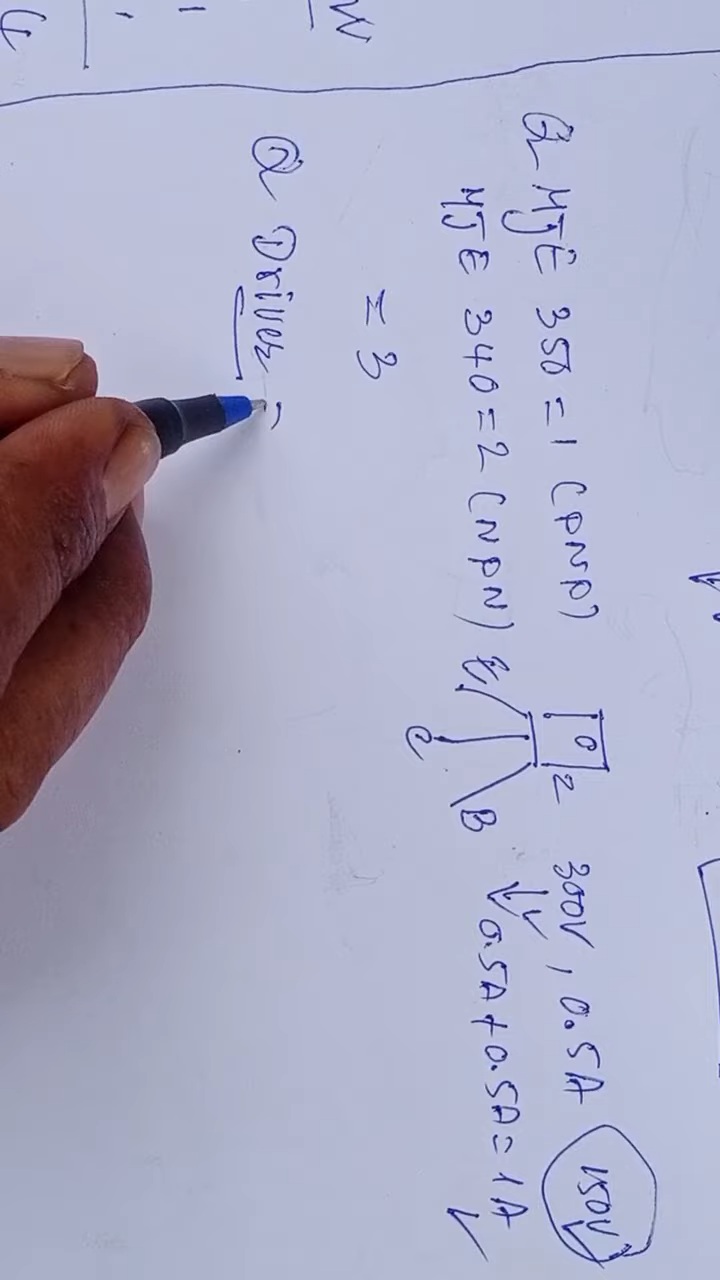 W
4
Q MJE 350 = 1 (PNP)
300V, 0.5A
150V
MJE 340 = 2 (NPN)
E
C
B
0.5A + 0.5A = 1A
= 3
Q Driver